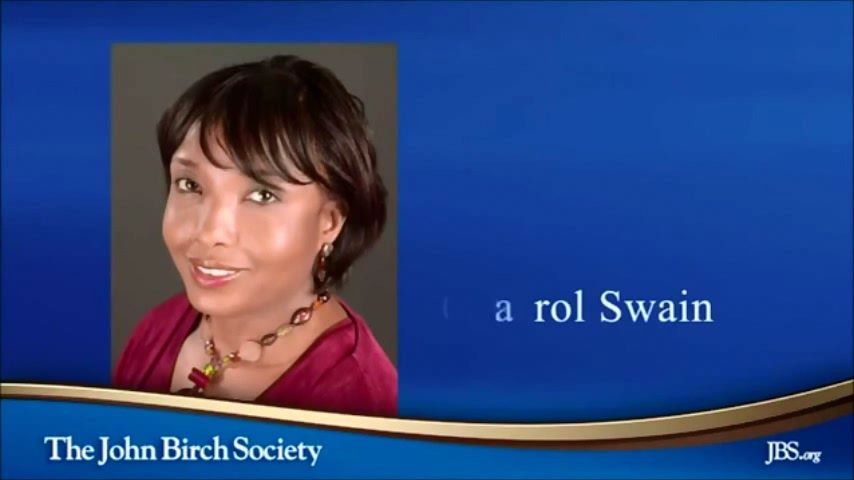 a rol Swain
The John Birch Society
JBS.org